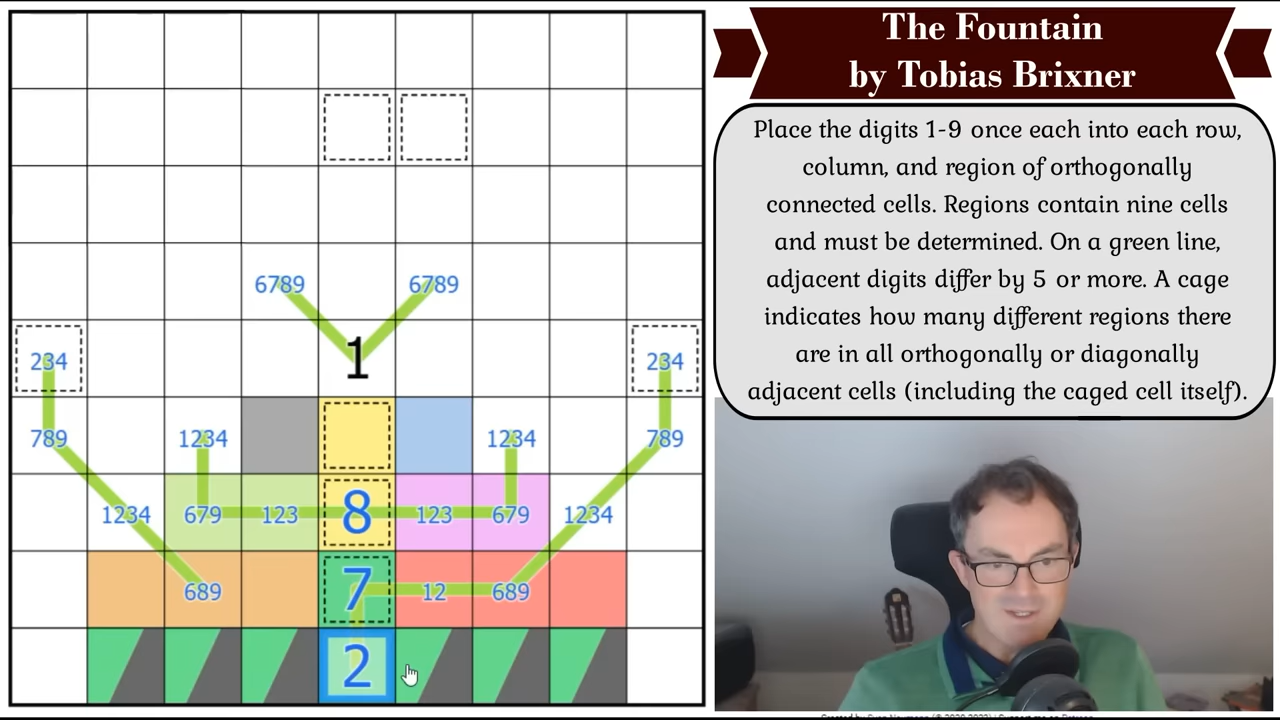 The Fountain
by Tobias Brixner
Place the digits 1-9 once each into each row,
column, and region of orthogonally
connected cells. Regions contain nine cells
and must be determined. On a green line,
adjacent digits differ by 5 or more. A cage
indicates how many different regions there
are in all orthogonally or diagonally
adjacent cells (including the caged cell itself).
6789 6789
234 1 234
789 1234 1234 789
1234 679 123 8 123 679 1234
689 7 12 689
2